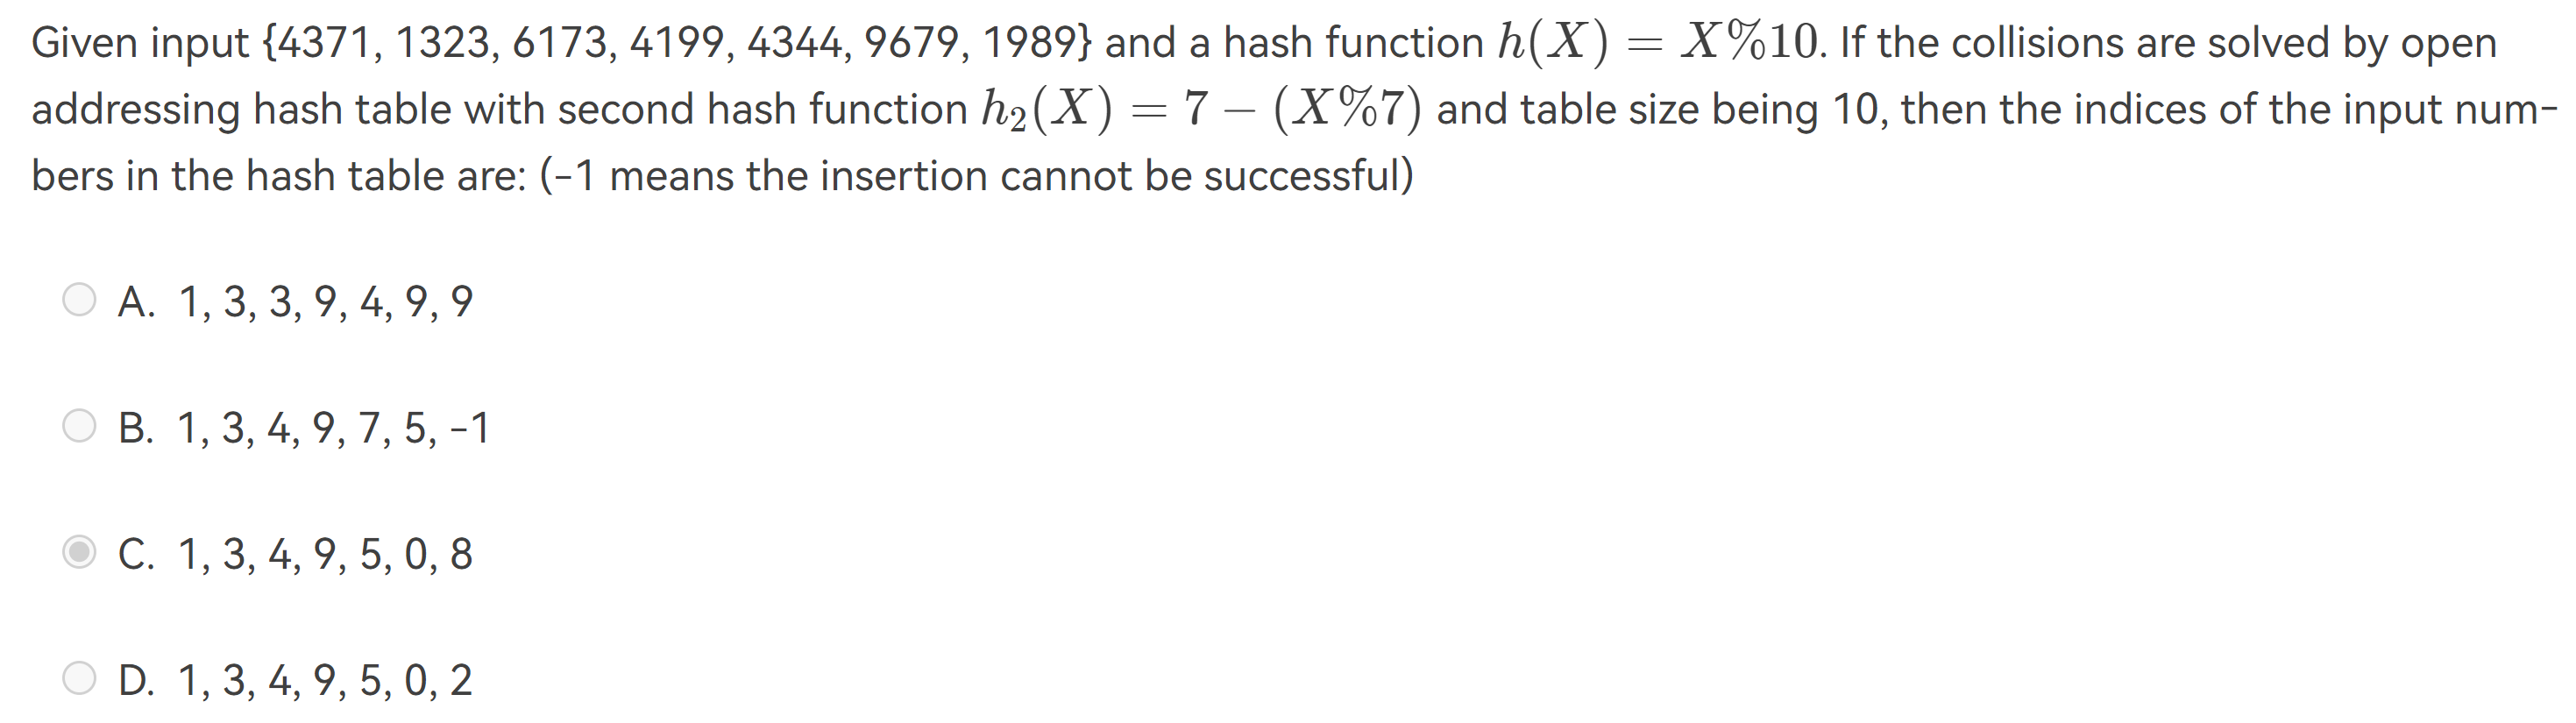 Given input {4371, 1323, 6173, 4199, 4344, 9679, 1989} and a hash function h(X) = X%10. If the collisions are solved by open
addressing hash table with second hash function h₂(X) = 7 − (X%7) and table size being 10, then the indices of the input num-
bers in the hash table are: (-1 means the insertion cannot be successful)
A. 1, 3, 3, 9, 4, 9, 9
B. 1, 3, 4, 9, 7, 5, -1
C. 1, 3, 4, 9, 5, 0, 8
D. 1, 3, 4, 9, 5, 0, 2